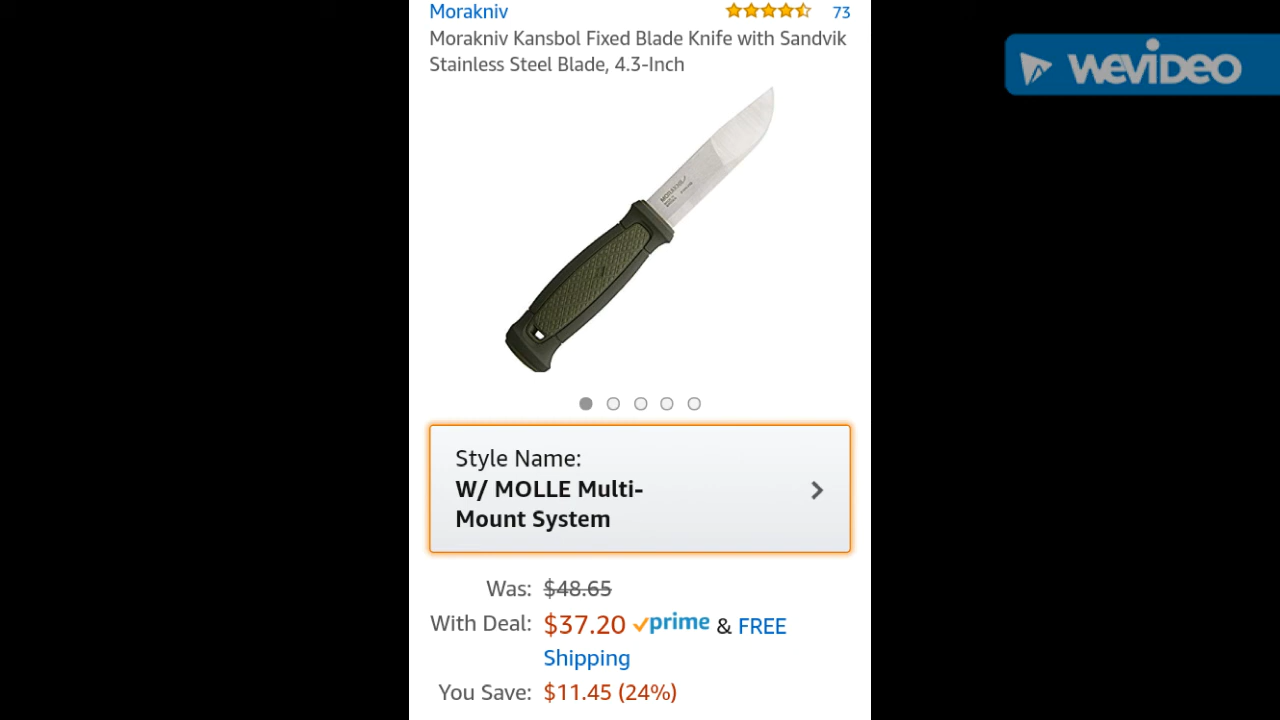 Morakniv 73
Morakniv Kansbol Fixed Blade Knife with Sandvik
Stainless Steel Blade, 4.3-Inch
WEVIDEO
Style Name:
W/ MOLLE Multi-
Mount System
Was: $48.65
With Deal: $37.20 prime & FREE
Shipping
You Save: $11.45 (24%)